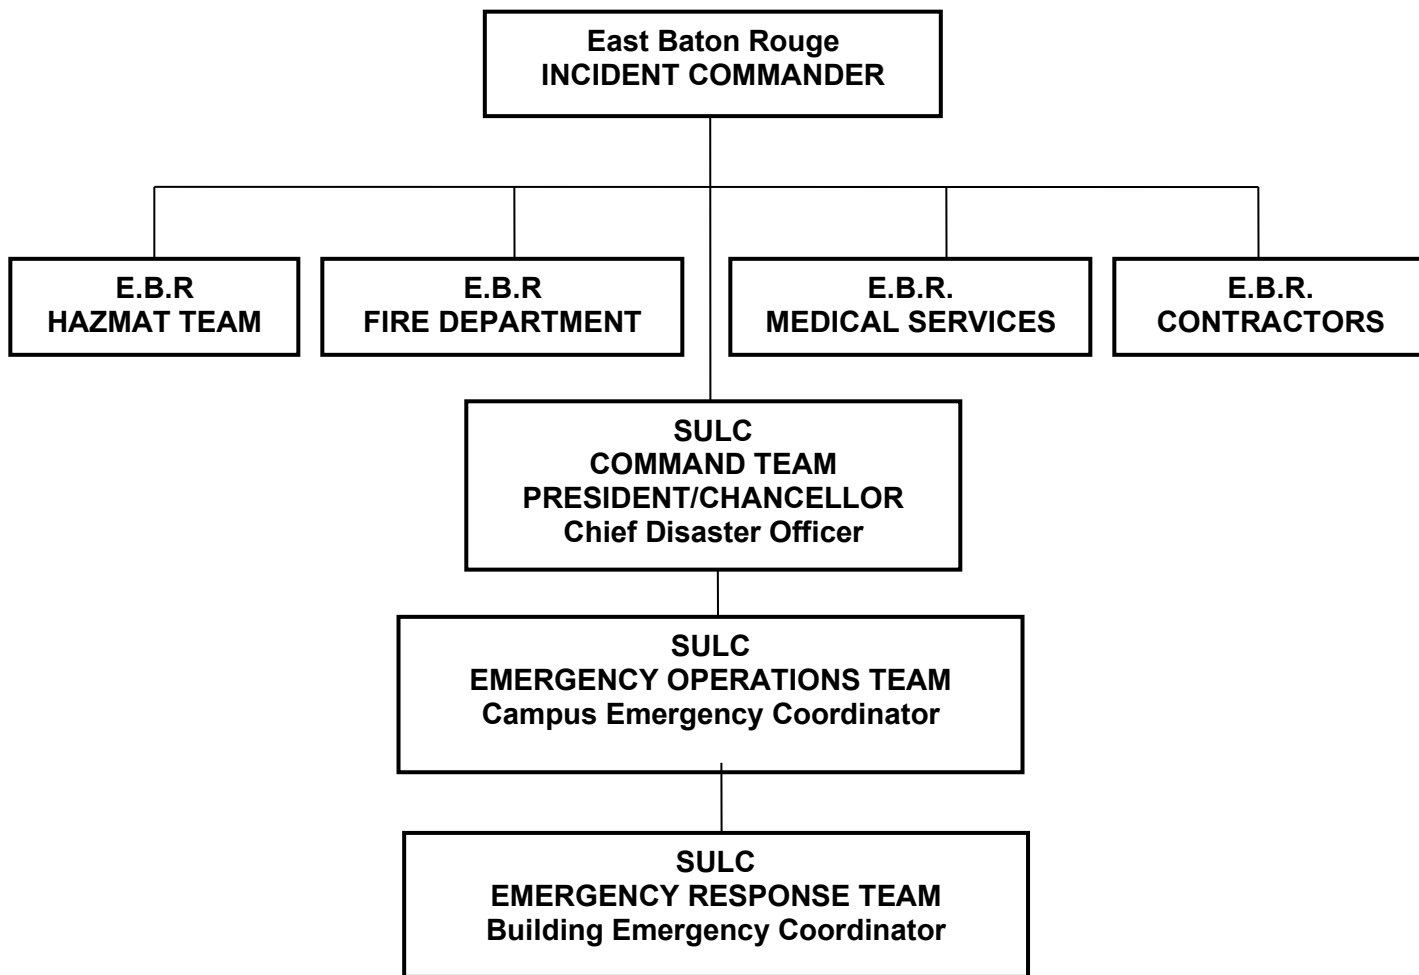 East Baton Rouge
INCIDENT COMMANDER
E.B.R
HAZMAT TEAM
E.B.R
FIRE DEPARTMENT
E.B.R.
MEDICAL SERVICES
E.B.R.
CONTRACTORS
SULC
COMMAND TEAM
PRESIDENT/CHANCELLOR
Chief Disaster Officer
SULC
EMERGENCY OPERATIONS TEAM
Campus Emergency Coordinator
SULC
EMERGENCY RESPONSE TEAM
Building Emergency Coordinator